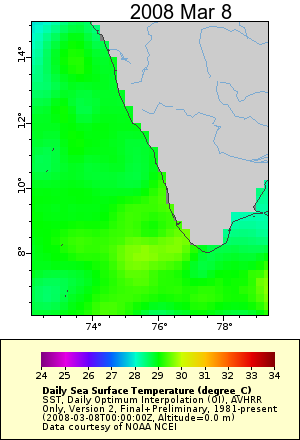 2008 Mar 8
14°
12°
10°
8°
74° 76° 78°
24 25 26 27 28 29 30 31 32 33 34
Daily Sea Surface Temperature (degree_C)
SST, Daily Optimum Interpolation (OI), AVHRR
Only, Version 2, Final+Preliminary, 1981-present
(2008-03-08T00:00:00Z, Altitude=0.0 m)
Data courtesy of NOAA NCEI